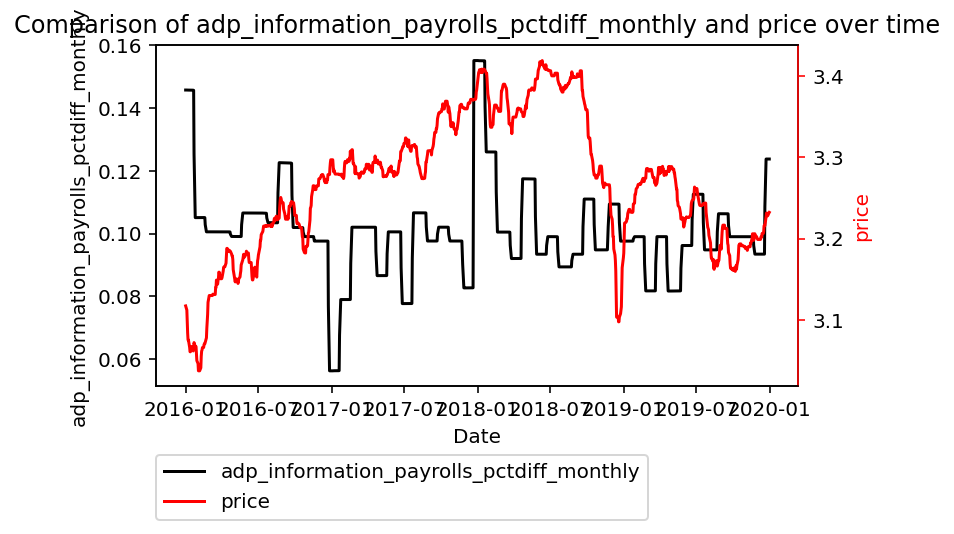 Comparison of adp_information_payrolls_pctdiff_monthly and price over time
adp_information_payrolls_pctdiff_monthly
0.16
0.14
0.12
0.10
0.08
0.06
3.4
3.3
3.2
3.1
price
2016-01 2016-07 2017-01 2017-07 2018-01 2018-07 2019-01 2019-07 2020-01
Date
adp_information_payrolls_pctdiff_monthly
price